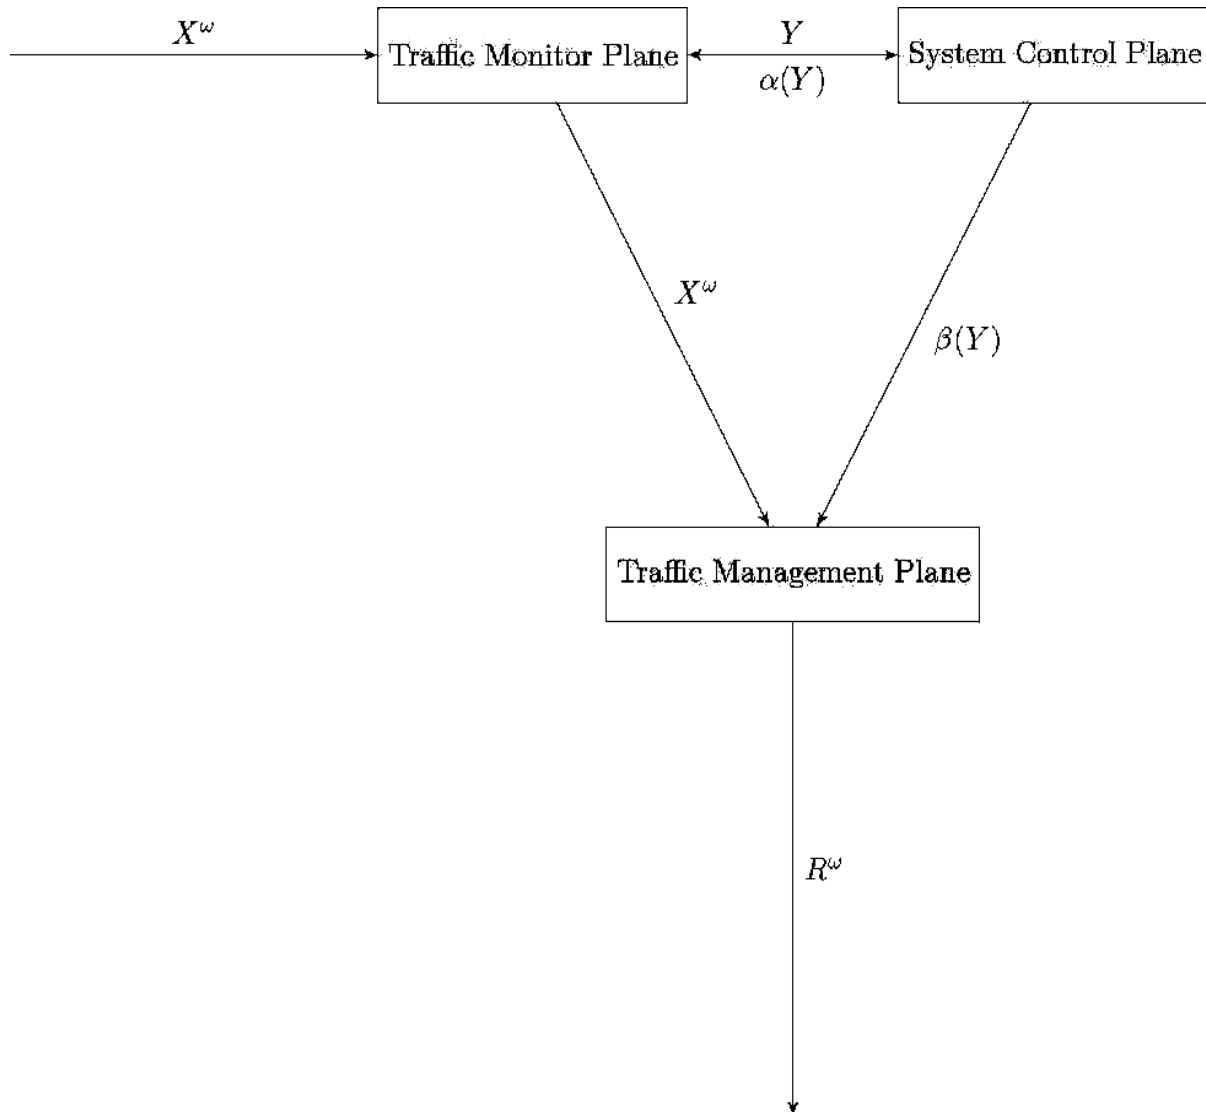 X^ω
Traffic Monitor Plane
Y
α(Y)
System Control Plane
X^ω
β(Y)
Traffic Management Plane
R^ω